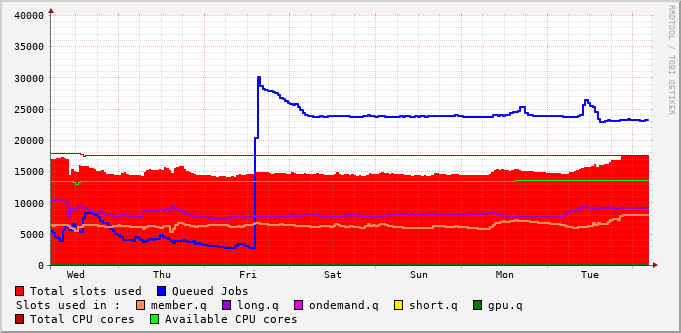 40000
35000
30000
25000
20000
15000
10000
5000
0
Wed Thu Fri Sat Sun Mon Tue
Total slots used Queued Jobs
Slots used in : member.q long.q ondemand.q short.q gpu.q
Total CPU cores Available CPU cores
RRDTOOL / TOBI OETIKER